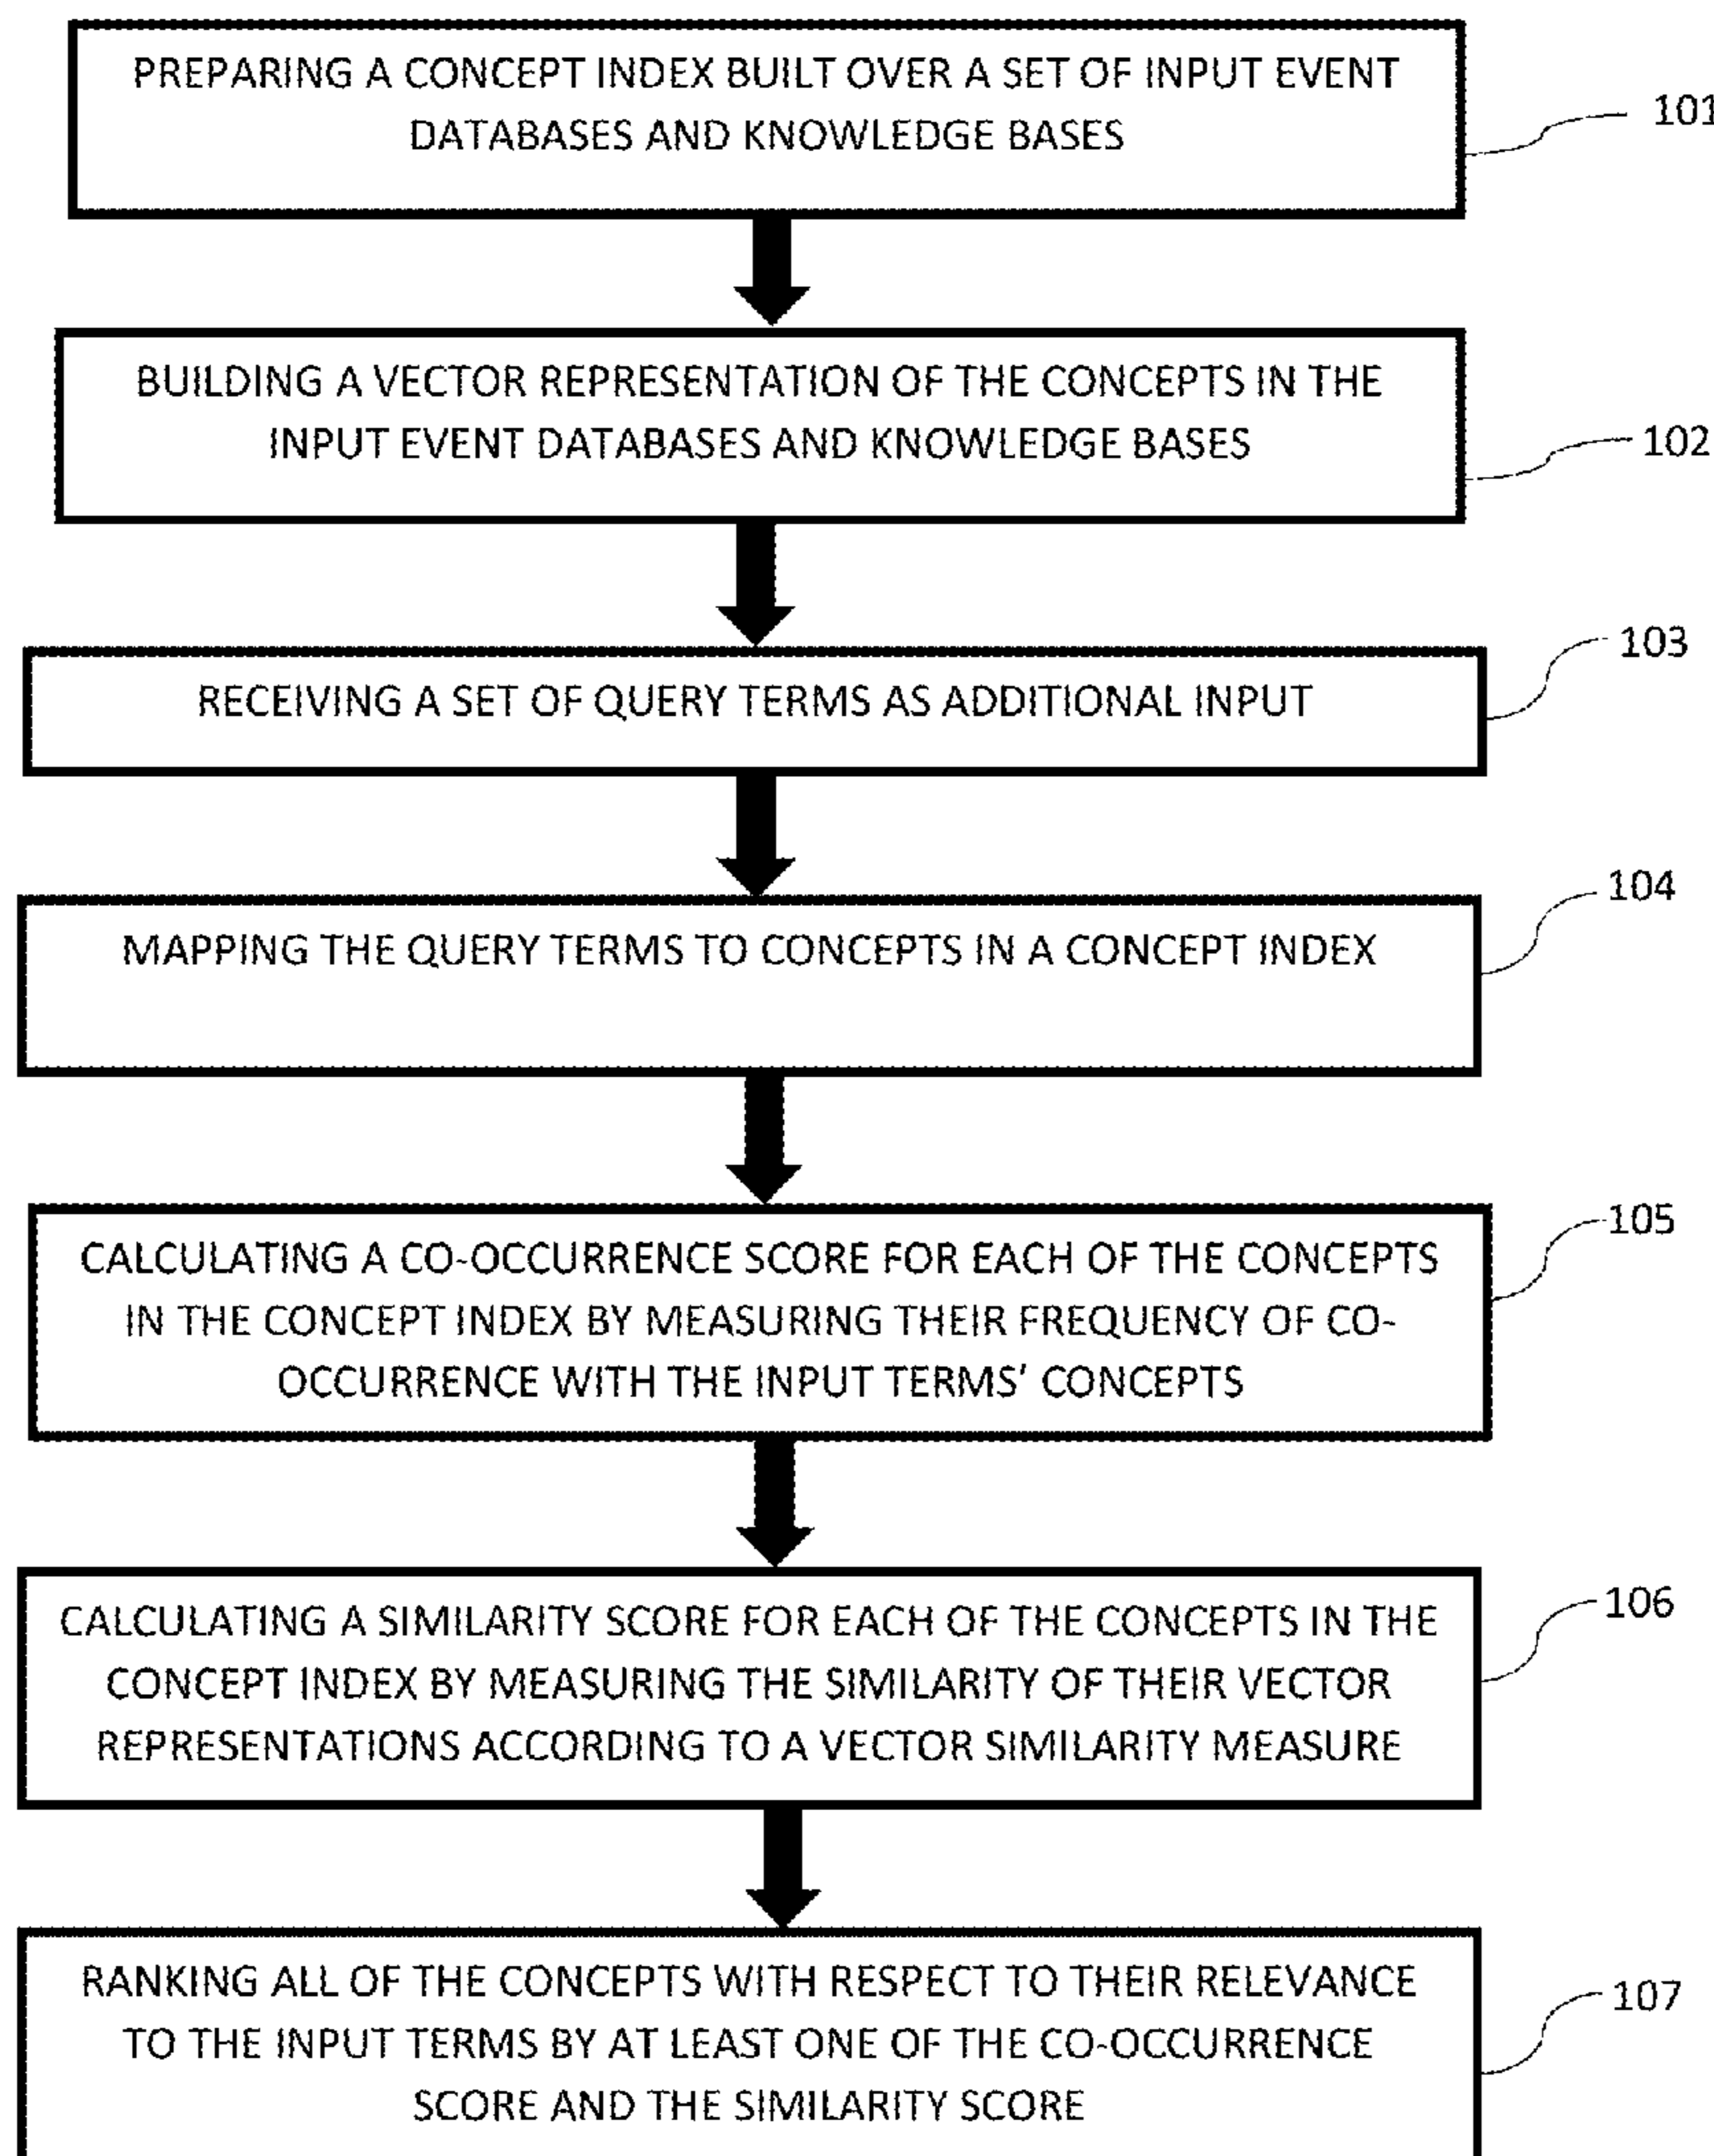 PREPARING A CONCEPT INDEX BUILT OVER A SET OF INPUT EVENT
DATABASES AND KNOWLEDGE BASES
101
BUILDING A VECTOR REPRESENTATION OF THE CONCEPTS IN THE
INPUT EVENT DATABASES AND KNOWLEDGE BASES
102
103
RECEIVING A SET OF QUERY TERMS AS ADDITIONAL INPUT
104
MAPPING THE QUERY TERMS TO CONCEPTS IN A CONCEPT INDEX
105
CALCULATING A CO-OCCURRENCE SCORE FOR EACH OF THE CONCEPTS
IN THE CONCEPT INDEX BY MEASURING THEIR FREQUENCY OF CO-
OCCURRENCE WITH THE INPUT TERMS' CONCEPTS
106
CALCULATING A SIMILARITY SCORE FOR EACH OF THE CONCEPTS IN THE
CONCEPT INDEX BY MEASURING THE SIMILARITY OF THEIR VECTOR
REPRESENTATIONS ACCORDING TO A VECTOR SIMILARITY MEASURE
RANKING ALL OF THE CONCEPTS WITH RESPECT TO THEIR RELEVANCE
107
TO THE INPUT TERMS BY AT LEAST ONE OF THE CO-OCCURRENCE
SCORE AND THE SIMILARITY SCORE